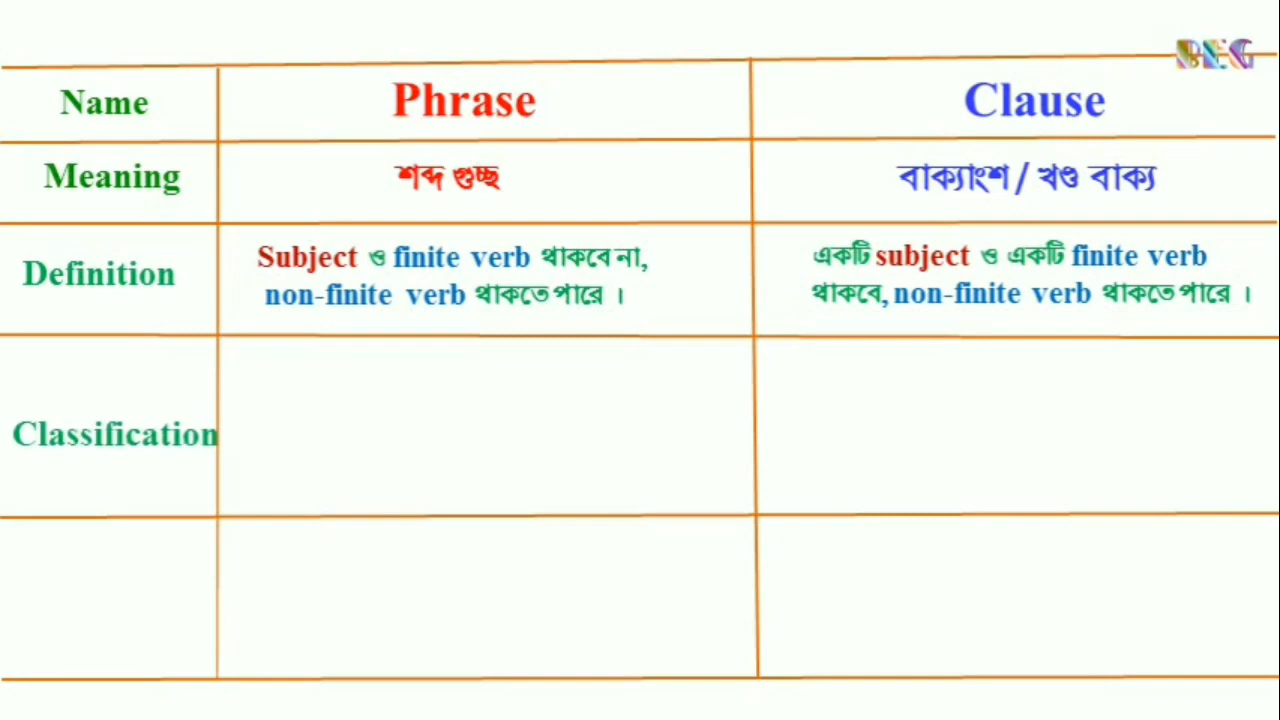 BEG
Name Phrase Clause
Meaning শব্দ গুচ্ছ বাক্যাংশ / খণ্ড বাক্য
Definition
Subject ও finite verb থাকবে না,
non-finite verb থাকতে পারে ।
একটি subject ও একটি finite verb
থাকবে, non-finite verb থাকতে পারে ।
Classification